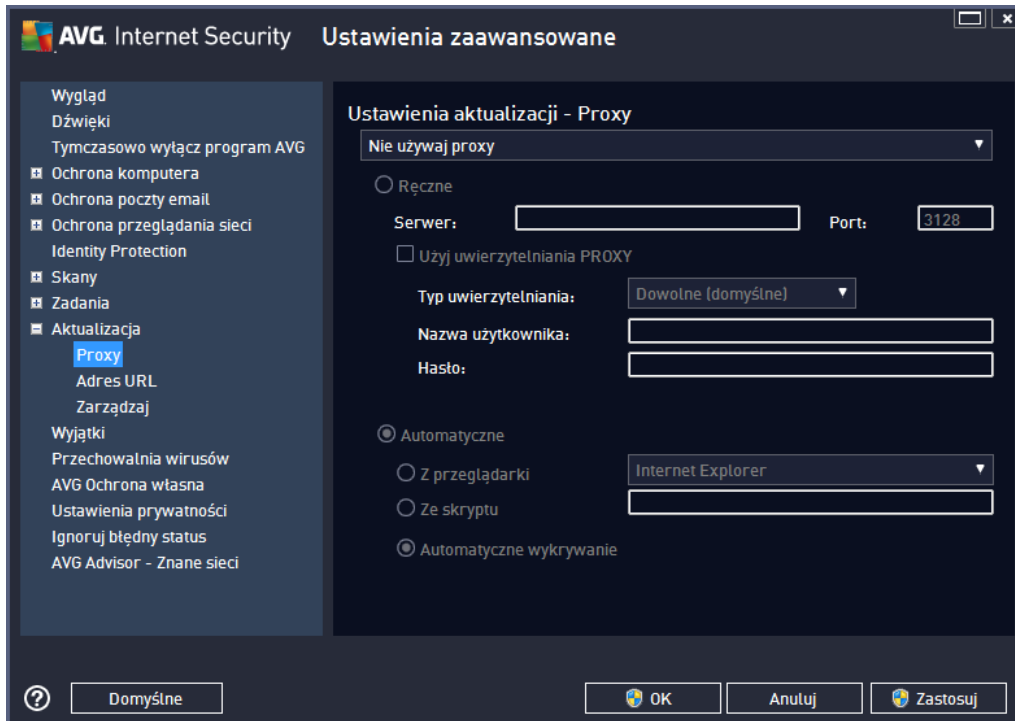 AVG. Internet Security Ustawienia zaawansowane
Wygląd
Dźwięki
Tymczasowo wyłącz program AVG
Ochrona komputera
Ochrona poczty email
Ochrona przeglądania sieci
Identity Protection
Skany
Zadania
Aktualizacja
Proxy
Adres URL
Zarządzaj
Wyjątki
Przechowalnia wirusów
AVG Ochrona własna
Ustawienia prywatności
Ignoruj błędny status
AVG Advisor - Znane sieci
Ustawienia aktualizacji - Proxy
Nie używaj proxy
Ręczne
Serwer: Port: 3128
Użyj uwierzytelniania PROXY
Typ uwierzytelniania: Dowolne (domyślne)
Nazwa użytkownika:
Hasło:
Automatyczne
Z przeglądarki Internet Explorer
Ze skryptu
Automatyczne wykrywanie
? Domyślne OK Anuluj Zastosuj